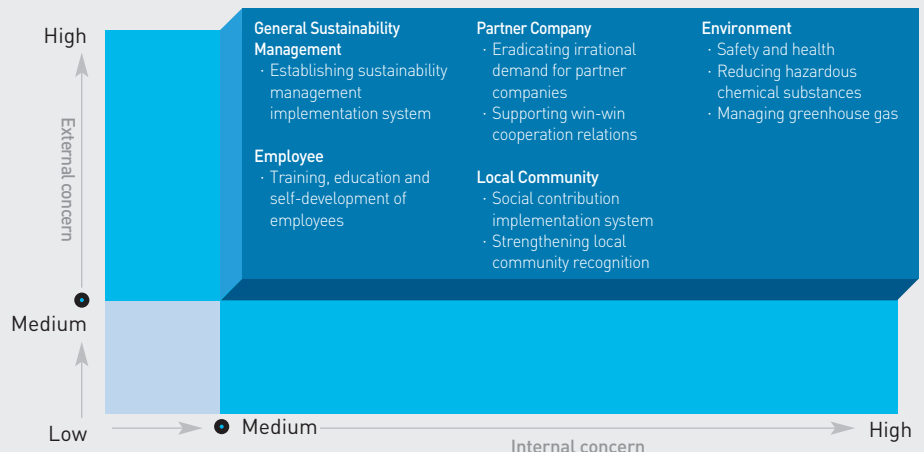 High
External concern
Medium
Low
General Sustainability
Management
· Establishing sustainability
management
implementation system
Employee
· Training, education and
self-development of
employees
Partner Company
· Eradicating irrational
demand for partner
companies
· Supporting win-win
cooperation relations
Local Community
· Social contribution
implementation system
· Strengthening local
community recognition
Environment
· Safety and health
· Reducing hazardous
chemical substances
· Managing greenhouse gas
Medium
Internal concern
High